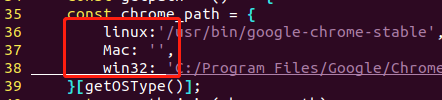 35 const chrome_path = {
36 linux:'/usr/bin/google-chrome-stable',
37 Mac: '',
38 win32: 'C:/Program Files/Google/Chrome
39 }[getOSType()];